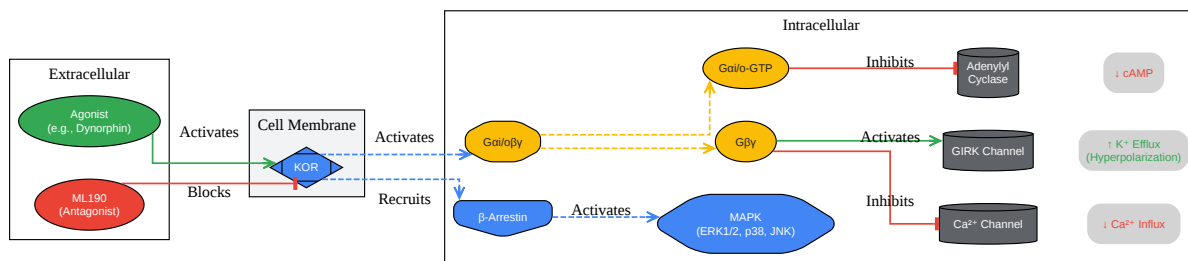 Intracellular
Extracellular
Agonist
(e.g., Dynorphin)
ML190
(Antagonist)
Activates
Blocks
Cell Membrane
KOR
Activates
Recruits
Gαi/oβγ
β-Arrestin
Activates
Gαi/o-GTP
Gβγ
MAPK
(ERK1/2, p38, JNK)
Inhibits
Activates
Inhibits
Adenylyl
Cyclase
GIRK Channel
Ca²⁺ Channel
↓ cAMP
↑ K⁺ Efflux
(Hyperpolarization)
↓ Ca²⁺ Influx